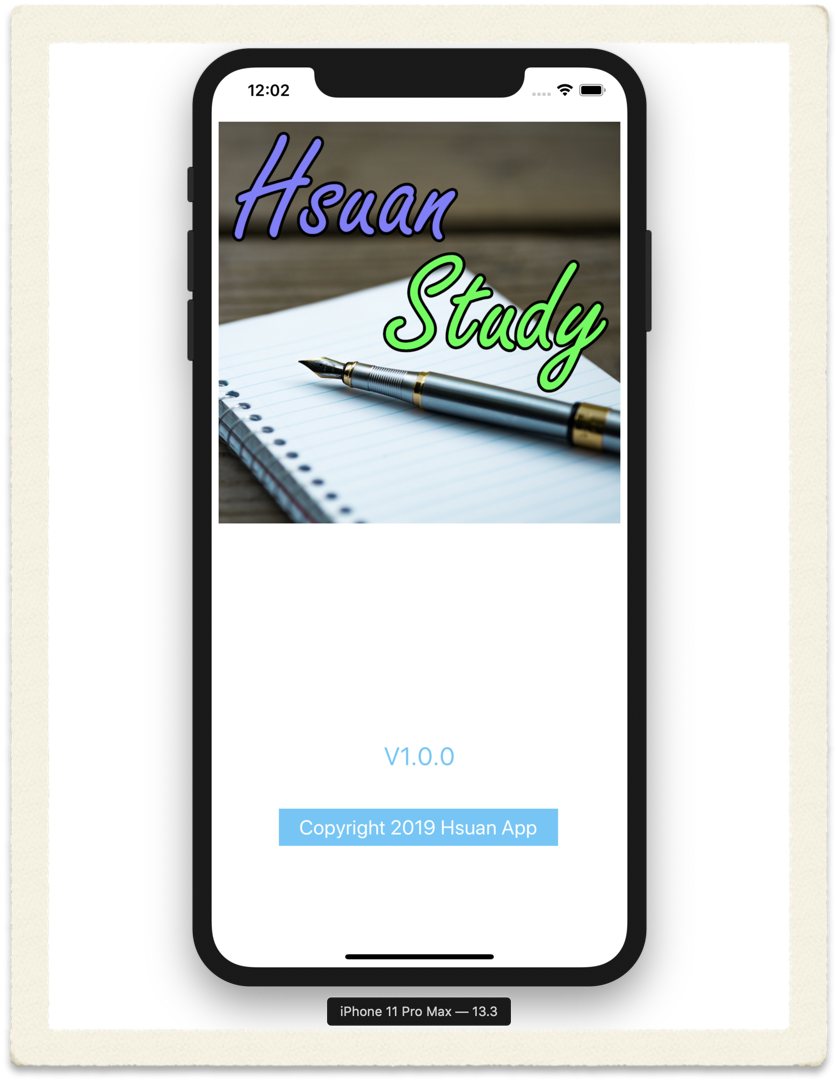 12:02
Hsuan
Study
V1.0.0
Copyright 2019 Hsuan App
iPhone 11 Pro Max — 13.3